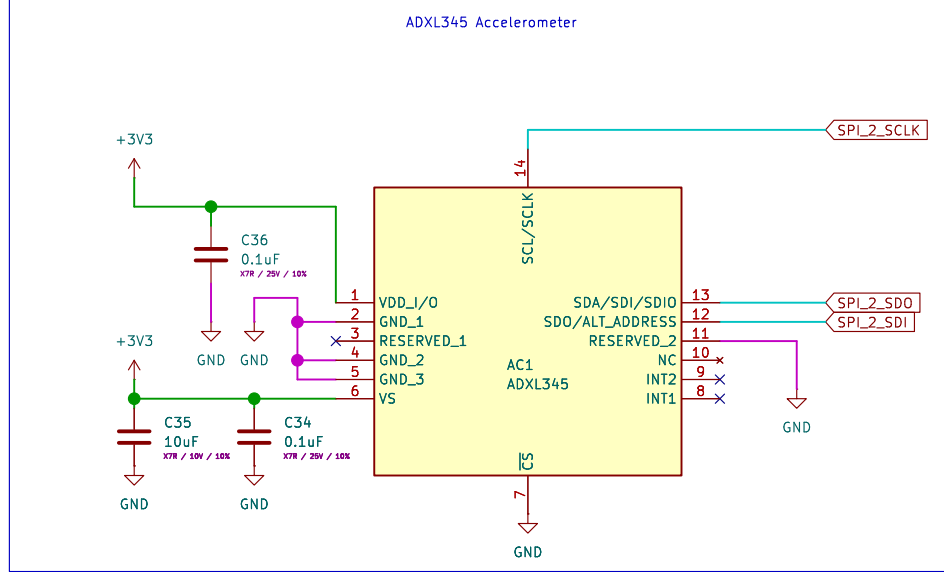 ADXL345 Accelerometer
SPI_2_SCLK
+3V3
14
SCL/SCLK
C36
0.1uF
X7R / 25V / 10%
1 VDD_I/O
2 GND_1
3 RESERVED_1
4 GND_2
5 GND_3
6 VS
SDA/SDI/SDIO 13 SPI_2_SDO
SDO/ALT_ADDRESS 12 SPI_2_SDI
RESERVED_2 11
NC 10
INT2 9
INT1 8
GND
GND
AC1
ADXL345
+3V3
GND
C35
10uF
X7R / 10V / 10%
C34
0.1uF
X7R / 25V / 10%
CS
7
GND
GND
GND